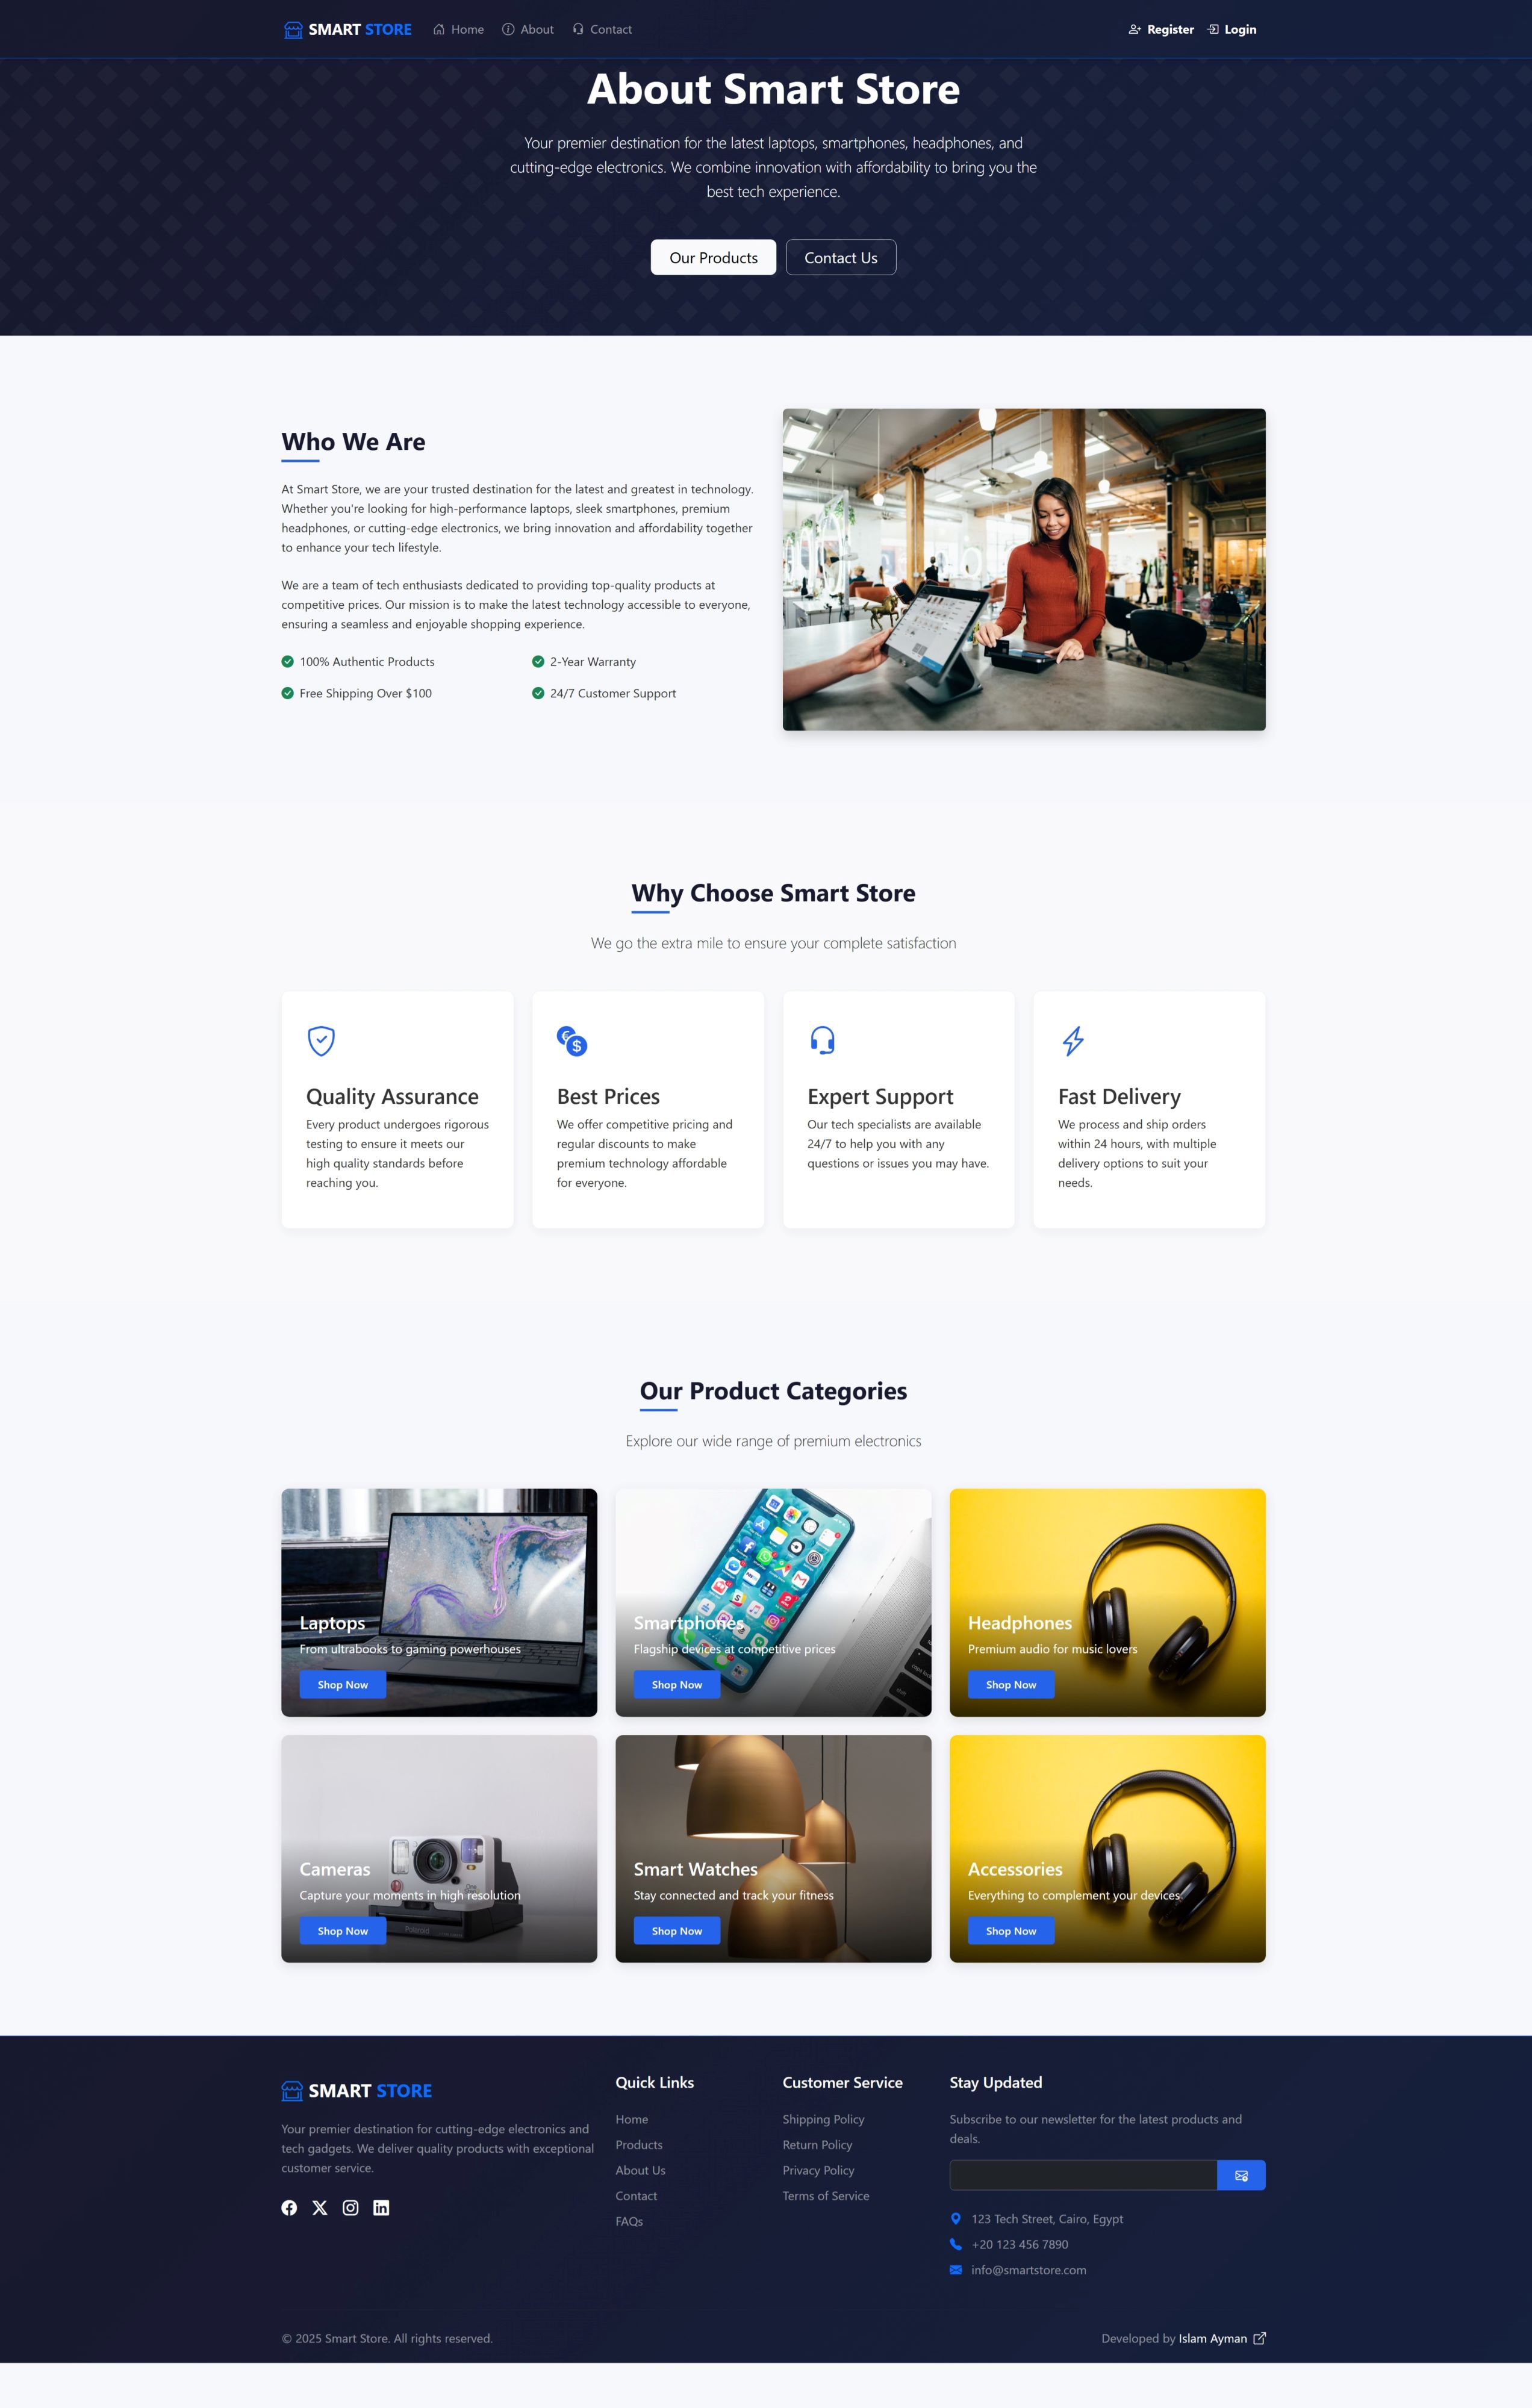 SMART STORE
Home
About
Contact
Register
Login
About Smart Store
Your premier destination for the latest laptops, smartphones, headphones, and
cutting-edge electronics. We combine innovation with affordability to bring you the
best tech experience.
Our Products
Contact Us
Who We Are
At Smart Store, we are your trusted destination for the latest and greatest in technology.
Whether you're looking for high-performance laptops, sleek smartphones, premium
headphones, or cutting-edge electronics, we bring innovation and affordability together
to enhance your tech lifestyle.
We are a team of tech enthusiasts dedicated to providing top-quality products at
competitive prices. Our mission is to make the latest technology accessible to everyone,
ensuring a seamless and enjoyable shopping experience.
100% Authentic Products
2-Year Warranty
Free Shipping Over $100
24/7 Customer Support
Why Choose Smart Store
We go the extra mile to ensure your complete satisfaction
Quality Assurance
Every product undergoes rigorous
testing to ensure it meets our
high quality standards before
reaching you.
Best Prices
We offer competitive pricing and
regular discounts to make
premium technology affordable
for everyone.
Expert Support
Our tech specialists are available
24/7 to help you with any
questions or issues you may have.
Fast Delivery
We process and ship orders
within 24 hours, with multiple
delivery options to suit your
needs.
Our Product Categories
Explore our wide range of premium electronics
Laptops
From ultrabooks to gaming powerhouses
Shop Now
Smartphones
Flagship devices at competitive prices
Shop Now
Headphones
Premium audio for music lovers
Shop Now
Cameras
Capture your moments in high resolution
Shop Now
Polaroid
Smart Watches
Stay connected and track your fitness
Shop Now
Accessories
Everything to complement your devices
Shop Now
SMART STORE
Your premier destination for cutting-edge electronics and
tech gadgets. We deliver quality products with exceptional
customer service.
Quick Links
Home
Products
About Us
Contact
FAQs
Customer Service
Shipping Policy
Return Policy
Privacy Policy
Terms of Service
Stay Updated
Subscribe to our newsletter for the latest products and
deals.
123 Tech Street, Cairo, Egypt
+20 123 456 7890
info@smartstore.com
© 2025 Smart Store. All rights reserved.
Developed by Islam Ayman